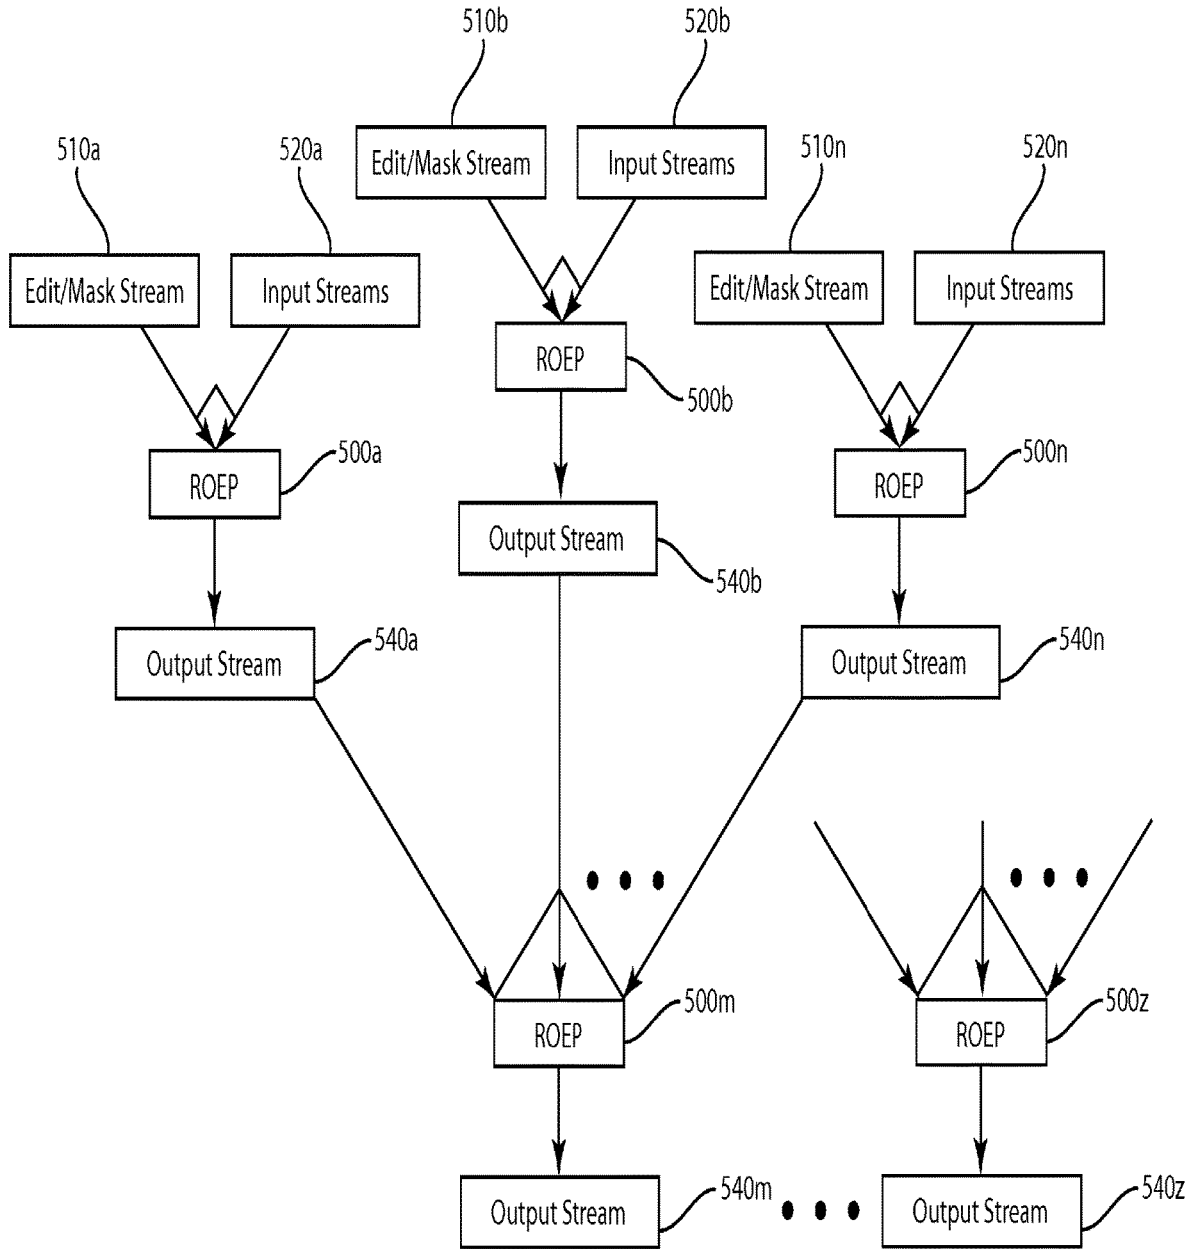 510b
520b
510a
520a
Edit/Mask Stream
Input Streams
510n
520n
Edit/Mask Stream
Input Streams
Edit/Mask Stream
Input Streams
ROEP
500b
500a
500n
ROEP
ROEP
Output Stream
540b
540a
540n
Output Stream
Output Stream
500m
500z
ROEP
ROEP
540m
540z
Output Stream
Output Stream